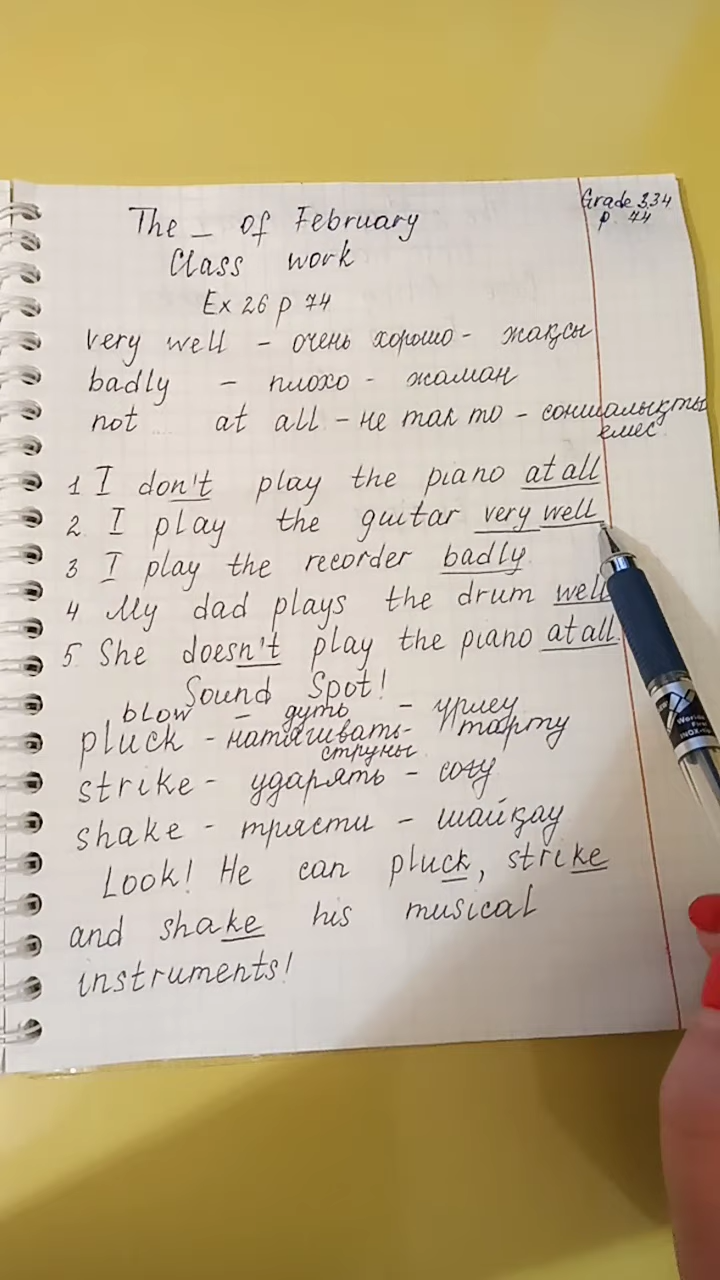 Grade 3,34
p. 74
The _ of February
Class work
Ex 26 p 74
very well - очень хорошо - жақсы
badly - плохо - жаман
not .... at all - не так то - соншалықты
емес
1 I don't play the piano at all
2. I play the guitar very well
3 I play the recorder badly
4 My dad plays the drum well
5. She doesn't play the piano at all.
Sound Spot!
blow - дуть - үрлеу
pluck - натягивать - тарту
струны
strike - ударять - соғу
shake - трясти - шайқау
Look! He can pluck, strike
and shake his musical
instruments!